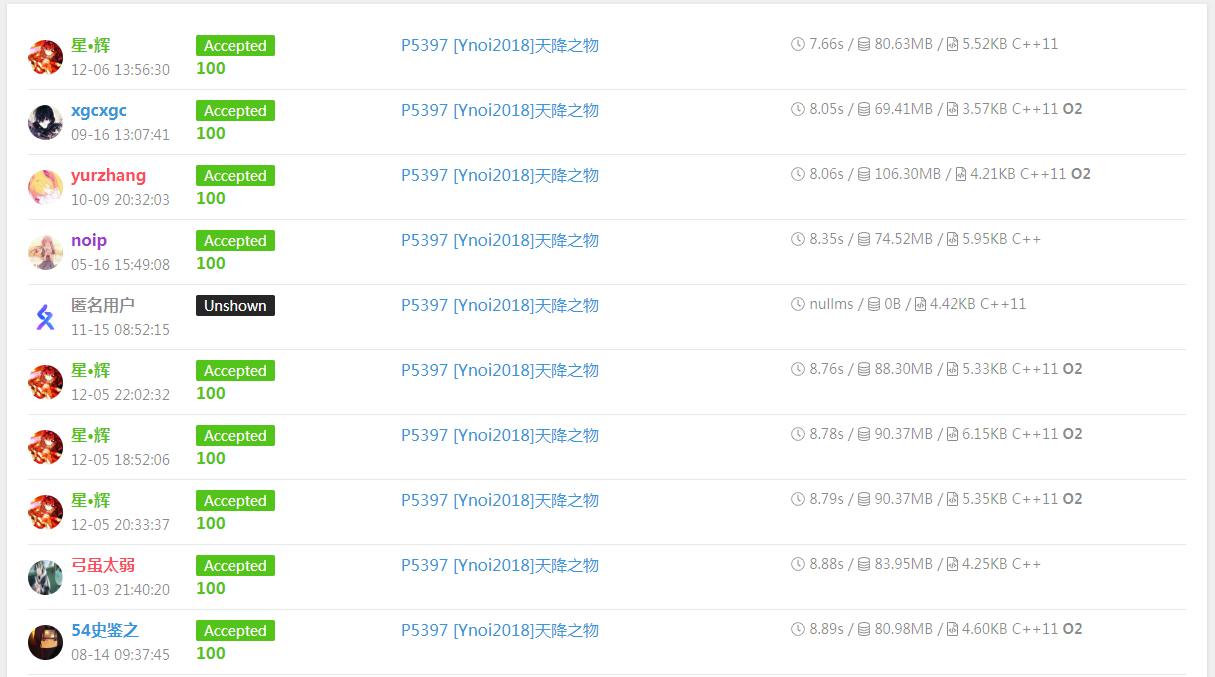 星•辉 Accepted P5397 [Ynoi2018]天降之物 7.66s / 80.63MB / 5.52KB C++11
12-06 13:56:30 100
xgcxgc Accepted P5397 [Ynoi2018]天降之物 8.05s / 69.41MB / 3.57KB C++11 O2
09-16 13:07:41 100
yurzhang Accepted P5397 [Ynoi2018]天降之物 8.06s / 106.30MB / 4.21KB C++11 O2
10-09 20:32:03 100
noip Accepted P5397 [Ynoi2018]天降之物 8.35s / 74.52MB / 5.95KB C++
05-16 15:49:08 100
匿名用户 Unshown P5397 [Ynoi2018]天降之物 nullms / 0B / 4.42KB C++11
11-15 08:52:15
星•辉 Accepted P5397 [Ynoi2018]天降之物 8.76s / 88.30MB / 5.33KB C++11 O2
12-05 22:02:32 100
星•辉 Accepted P5397 [Ynoi2018]天降之物 8.78s / 90.37MB / 6.15KB C++11 O2
12-05 18:52:06 100
星•辉 Accepted P5397 [Ynoi2018]天降之物 8.79s / 90.37MB / 5.35KB C++11 O2
12-05 20:33:37 100
弓虽太弱 Accepted P5397 [Ynoi2018]天降之物 8.88s / 83.95MB / 4.25KB C++
11-03 21:40:20 100
54史鉴之 Accepted P5397 [Ynoi2018]天降之物 8.89s / 80.98MB / 4.60KB C++11 O2
08-14 09:37:45 100